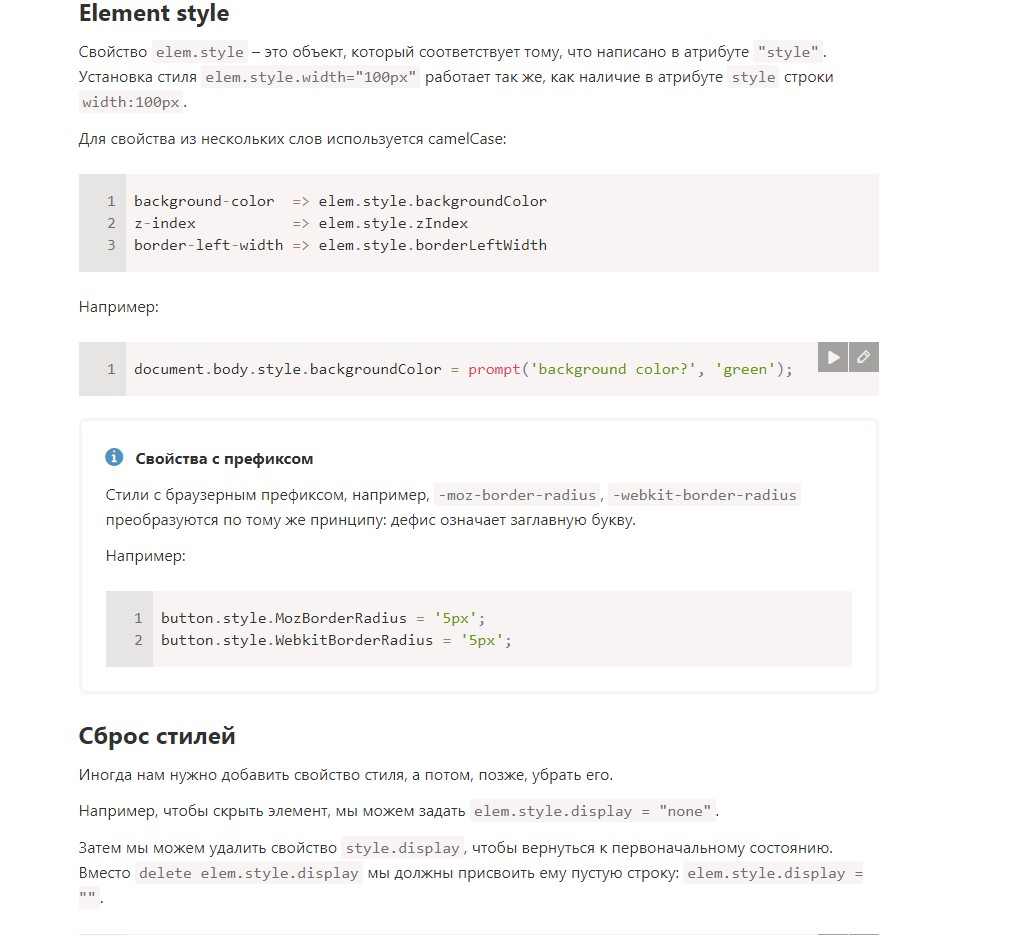 Element style
Свойство elem.style – это объект, который соответствует тому, что написано в атрибуте "style".
Установка стиля elem.style.width="100px" работает так же, как наличие в атрибуте style строки
width:100px.
Для свойства из нескольких слов используется camelCase:
1 background-color  => elem.style.backgroundColor
2 z-index           => elem.style.zIndex
3 border-left-width => elem.style.borderLeftWidth
Например:
1 document.body.style.backgroundColor = prompt('background color?', 'green');
Свойства с префиксом
Стили с браузерным префиксом, например, -moz-border-radius, -webkit-border-radius
преобразуются по тому же принципу: дефис означает заглавную букву.
Например:
1 button.style.MozBorderRadius = '5px';
2 button.style.WebkitBorderRadius = '5px';
Сброс стилей
Иногда нам нужно добавить свойство стиля, а потом, позже, убрать его.
Например, чтобы скрыть элемент, мы можем задать elem.style.display = "none".
Затем мы можем удалить свойство style.display, чтобы вернуться к первоначальному состоянию.
Вместо delete elem.style.display мы должны присвоить ему пустую строку: elem.style.display =
"".